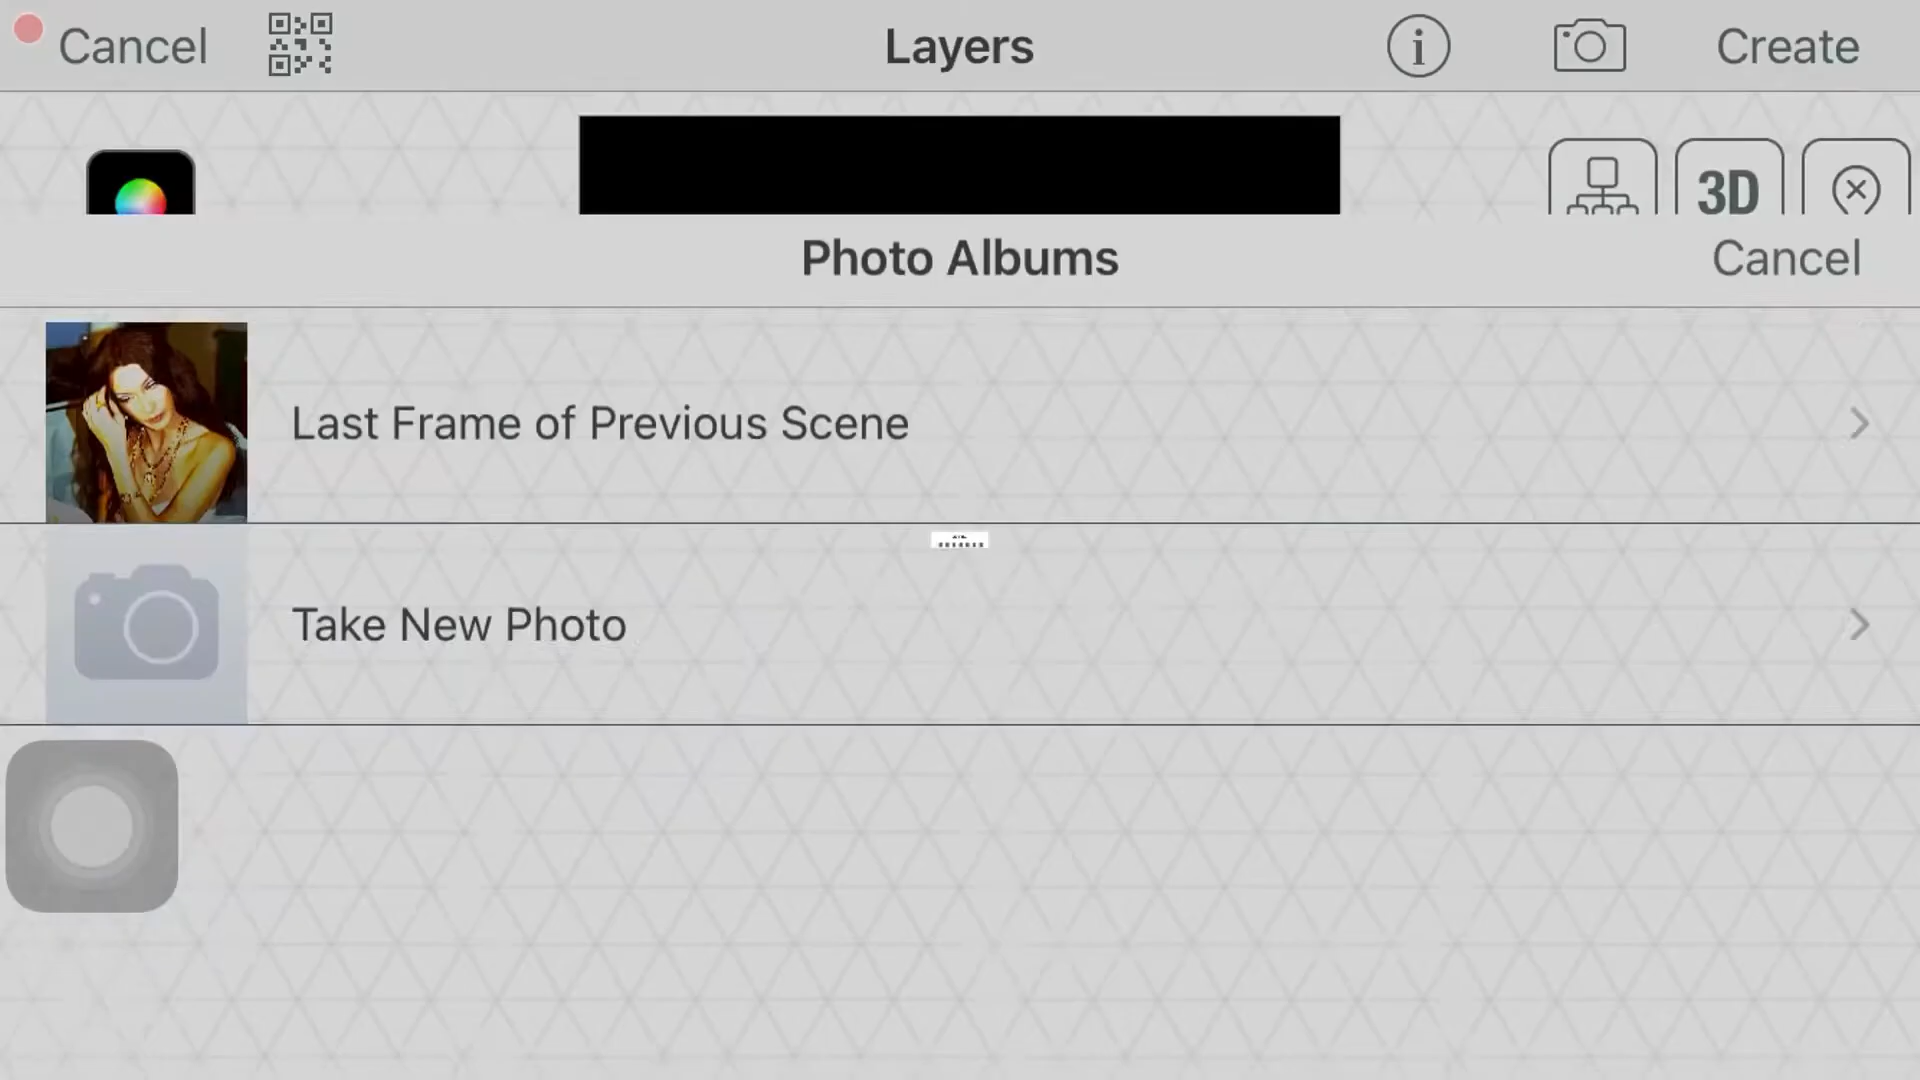 Cancel
Layers
Create
3D
Photo Albums
Cancel
Last Frame of Previous Scene
Take New Photo